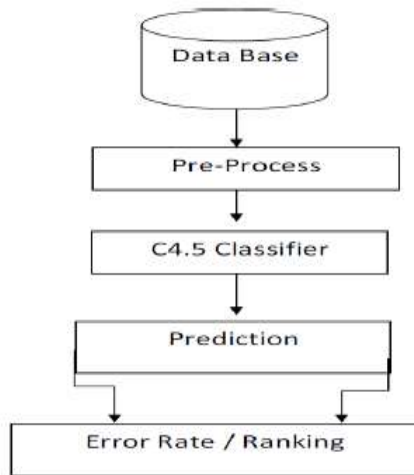 Data Base
Pre-Process
C4.5 Classifier
Prediction
Error Rate / Ranking